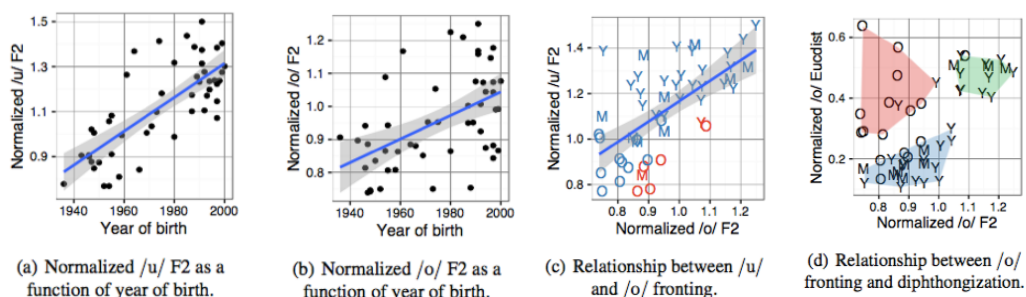 Normalized /u/ F2
1.5
1.3
1.1
0.9
1940 1960 1980 2000
Year of birth
(a) Normalized /u/ F2 as a
function of year of birth.
Normalized /o/ F2
1.2
1.0
0.9
0.8
1940 1960 1980 2000
Year of birth
(b) Normalized /o/ F2 as a
function of year of birth.
Normalized /u/ F2
1.4
1.2
1.0
0.8
0.8 0.9 1.0 1.1 1.2
Normalized /o/ F2
(c) Relationship between /u/
and /o/ fronting.
Normalized /o/ Euclidist
0.6
0.4
0.2
0.8 0.9 1.0 1.1 1.2
Normalized /o/ F2
(d) Relationship between /o/
fronting and diphthongization.